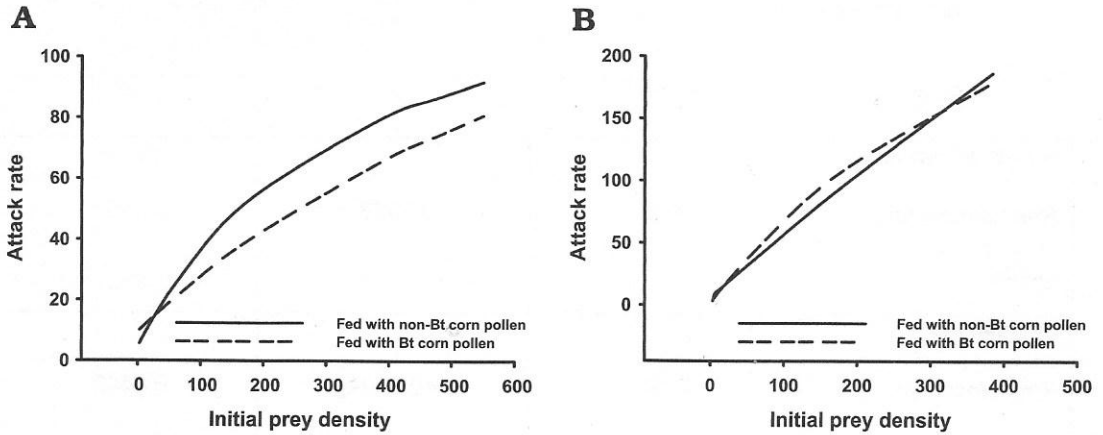 A
100
80
60
40
20
0
Attack rate
Fed with non-Bt corn pollen
Fed with Bt corn pollen
0 100 200 300 400 500 600
Initial prey density
B
200
150
100
50
0
Attack rate
Fed with non-Bt corn pollen
Fed with Bt corn pollen
0 100 200 300 400 500
Initial prey density